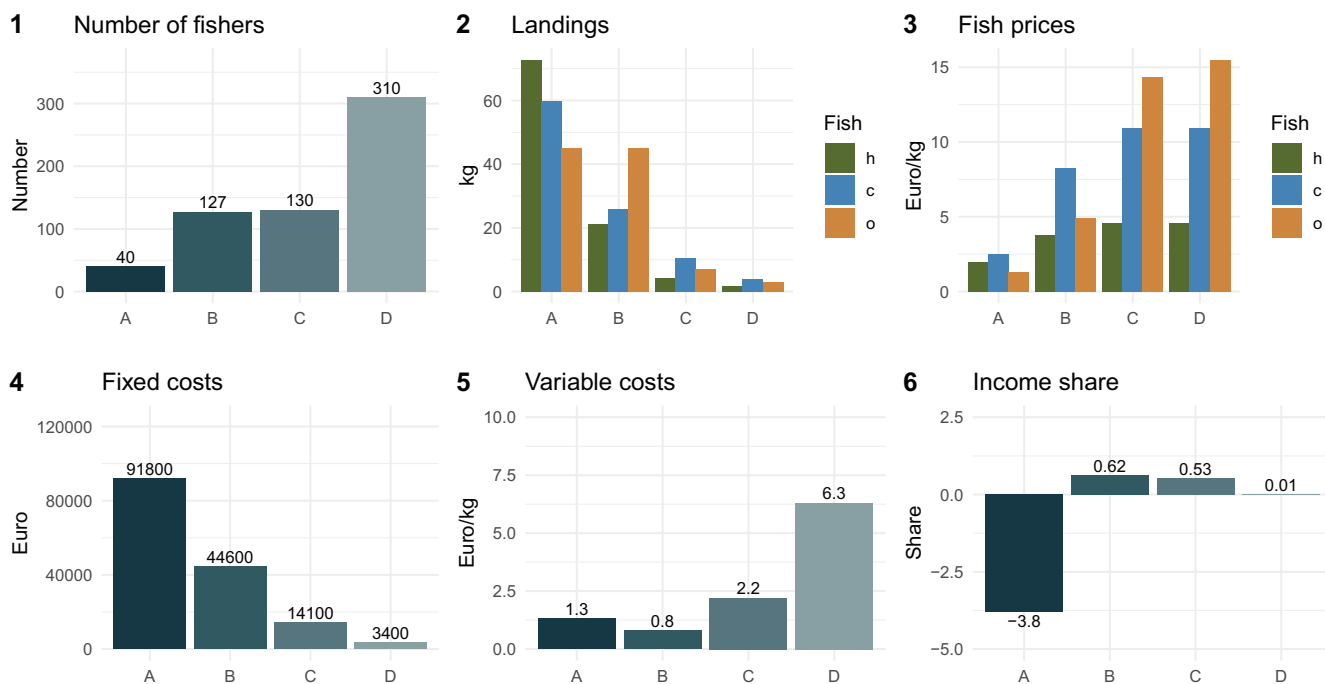 1 Number of fishers
Number
300
200
100
0
40
127
130
310
A B C D
2 Landings
kg
60
40
20
0
A B C D
Fish
h
c
o
3 Fish prices
Euro/kg
15
10
5
0
A B C D
Fish
h
c
o
4 Fixed costs
Euro
120000
80000
40000
0
91800
44600
14100
3400
A B C D
5 Variable costs
Euro/kg
10.0
7.5
5.0
2.5
0.0
1.3
0.8
2.2
6.3
A B C D
6 Income share
Share
2.5
0.0
−2.5
−5.0
−3.8
0.62
0.53
0.01
A B C D